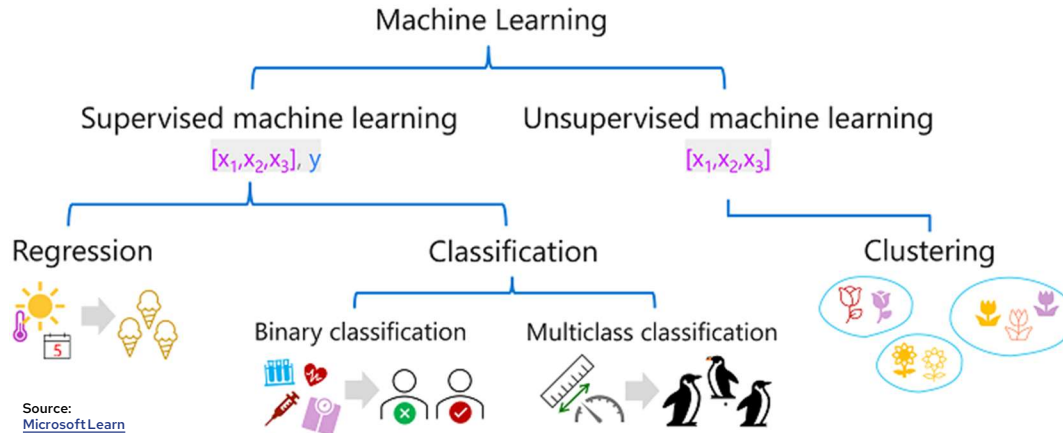 Machine Learning
Supervised machine learning
Unsupervised machine learning
[x₁,x₂,x₃], y
[x₁,x₂,x₃]
Regression
Classification
Clustering
5
Binary classification
Multiclass classification
Source:
Microsoft Learn